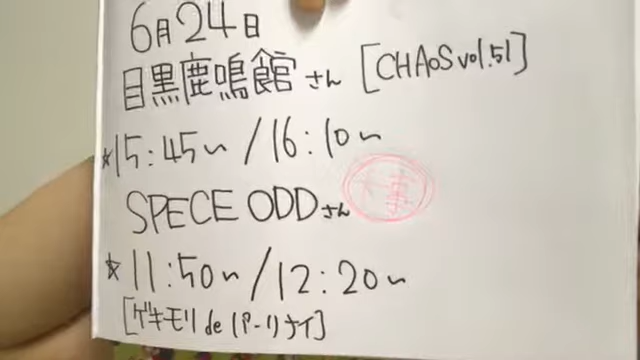 6月24日
目黒鹿鳴館さん [CHAOS vol.51]
★15:45~ / 16:10~
SPECE ODDさん
★11:50~ / 12:20~
[ゲキモリ de パーリナイ]